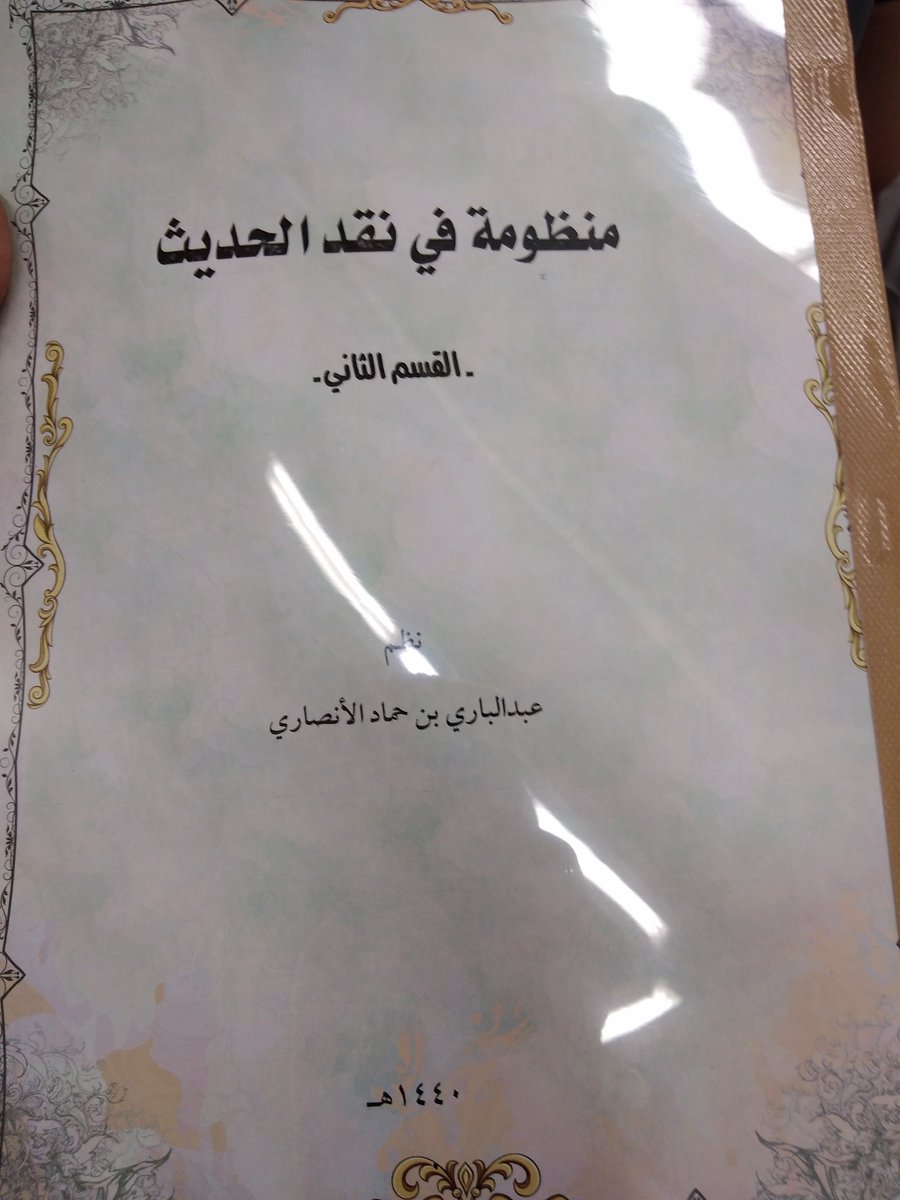 منظومة في نقد الحديث
ـ القسم الثاني ـ
نظم
عبدالباري بن حماد الأنصاري
١٤٤٠هـ